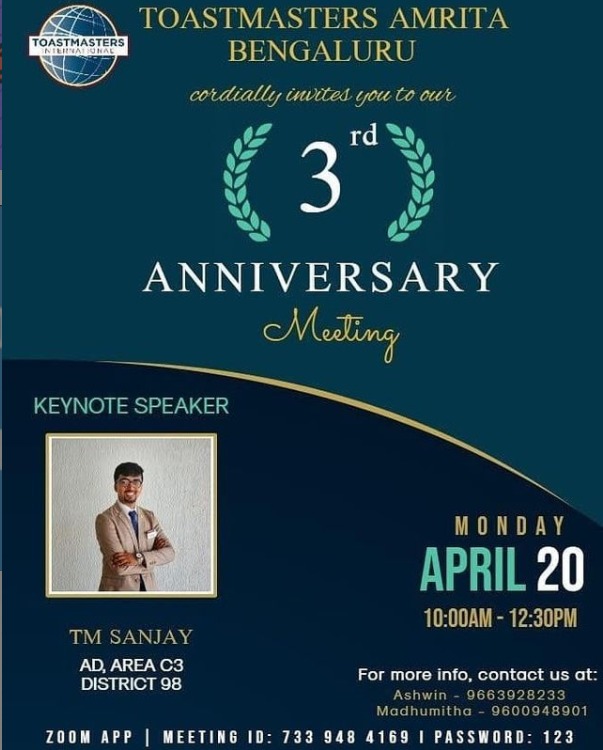 TOASTMASTERS
INTERNATIONAL
TOASTMASTERS AMRITA
BENGALURU
cordially invites you to our
3rd
ANNIVERSARY
Meeting
KEYNOTE SPEAKER
TM SANJAY
AD, AREA C3
DISTRICT 98
MONDAY
APRIL 20
10:00AM - 12:30PM
For more info, contact us at:
Ashwin - 9663928233
Madhumitha - 9600948901
ZOOM APP | MEETING ID: 733 948 4169 I PASSWORD: 123